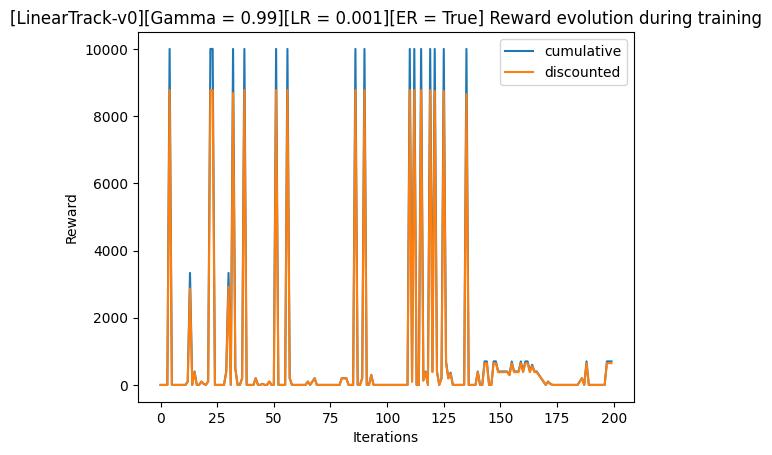 [LinearTrack-v0][Gamma = 0.99][LR = 0.001][ER = True] Reward evolution during training
cumulative
discounted
10000
8000
6000
4000
2000
0
Reward
0 25 50 75 100 125 150 175 200
Iterations